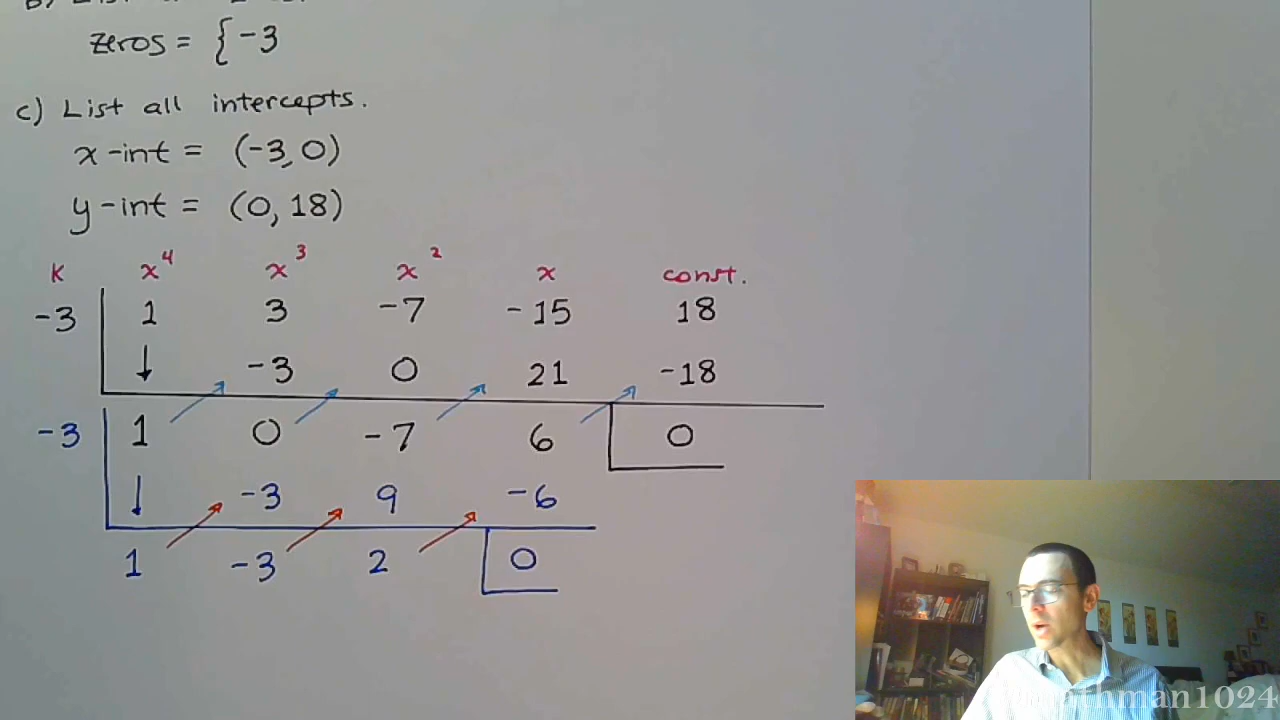 zeros = { -3
c) List all intercepts.
x-int = (-3, 0)
y-int = (0, 18)
K x⁴ x³ x² x const.
-3 1 3 -7 -15 18
↓ -3 0 21 -18
-3 1 0 -7 6 0
↓ -3 9 -6
1 -3 2 0